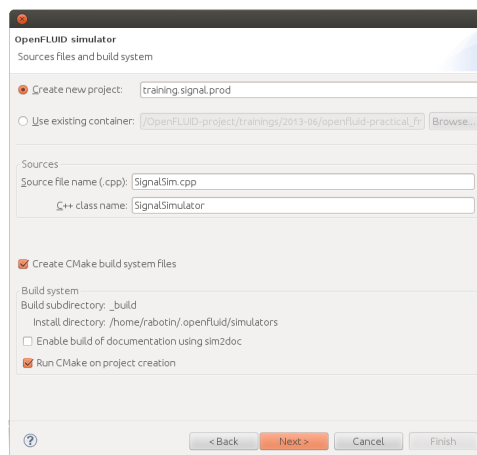 OpenFLUID simulator
Sources files and build system
Create new project: training.signal.prod
Use existing container: /OpenFLUID-project/trainings/2013-06/openfluid-practical_fr Browse...
Sources
Source file name (.cpp): SignalSim.cpp
C++ class name: SignalSimulator
Create CMake build system files
Build system
Build subdirectory: _build
Install directory: /home/rabotin/.openfluid/simulators
Enable build of documentation using sim2doc
Run CMake on project creation
? < Back Next > Cancel Finish